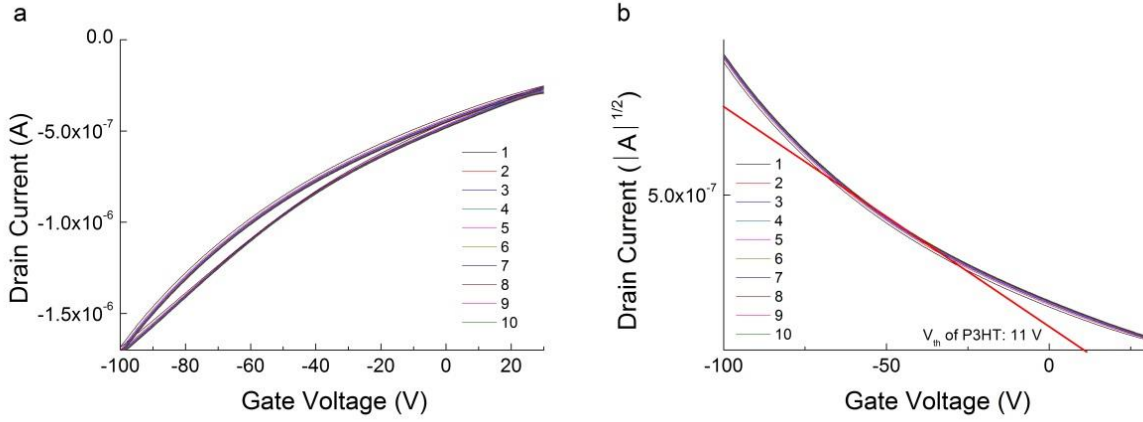 a
0.0
-5.0x10⁻⁷
-1.0x10⁻⁶
-1.5x10⁻⁶
Drain Current (A)
1
2
3
4
5
6
7
8
9
10
-100 -80 -60 -40 -20 0 20
Gate Voltage (V)
b
5.0x10⁻⁷
Drain Current ( |A| ¹/²)
1
2
3
4
5
6
7
8
9
10
V_th of P3HT: 11 V
-100 -50 0
Gate Voltage (V)